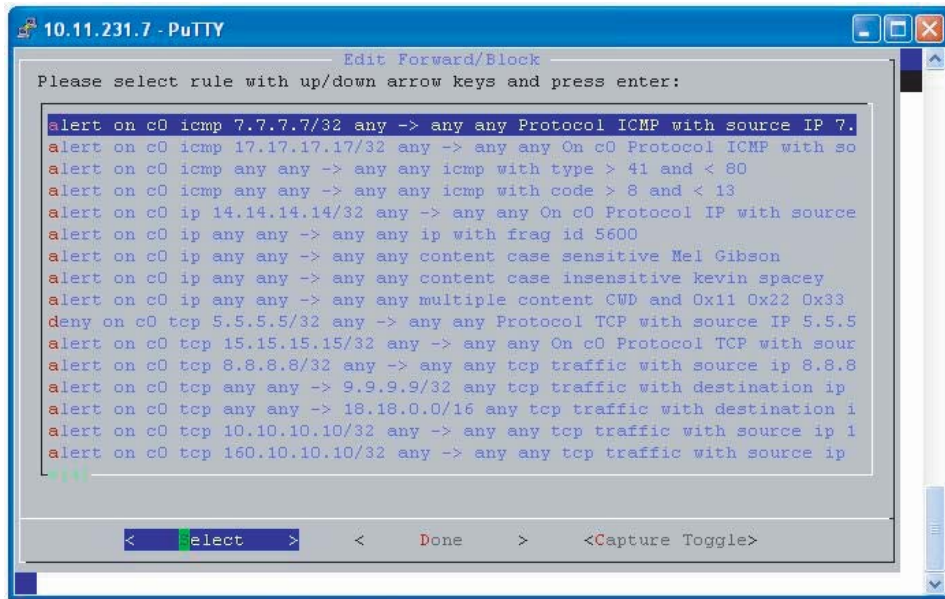 10.11.231.7 - PuTTY
Edit Forward/Block
Please select rule with up/down arrow keys and press enter:
alert on c0 icmp 7.7.7.7/32 any -> any any Protocol ICMP with source IP 7.
alert on c0 icmp 17.17.17.17/32 any -> any any On c0 Protocol ICMP with so
alert on c0 icmp any any -> any any icmp with type > 41 and < 80
alert on c0 icmp any any -> any any icmp with code > 8 and < 13
alert on c0 ip 14.14.14.14/32 any -> any any On c0 Protocol IP with source
alert on c0 ip any any -> any any ip with frag id 5600
alert on c0 ip any any -> any any content case sensitive Mel Gibson
alert on c0 ip any any -> any any content case insensitive kevin spacey
alert on c0 ip any any -> any any multiple content CWD and 0x11 0x22 0x33
deny on c0 tcp 5.5.5.5/32 any -> any any Protocol TCP with source IP 5.5.5
alert on c0 tcp 15.15.15.15/32 any -> any any On c0 Protocol TCP with sour
alert on c0 tcp 8.8.8.8/32 any -> any any tcp traffic with source ip 8.8.8
alert on c0 tcp any any -> 9.9.9.9/32 any tcp traffic with destination ip
alert on c0 tcp any any -> 18.18.0.0/16 any tcp traffic with destination i
alert on c0 tcp 10.10.10.10/32 any -> any any tcp traffic with source ip 1
alert on c0 tcp 160.10.10.10/32 any -> any any tcp traffic with source ip
< Select > < Done > <Capture Toggle>